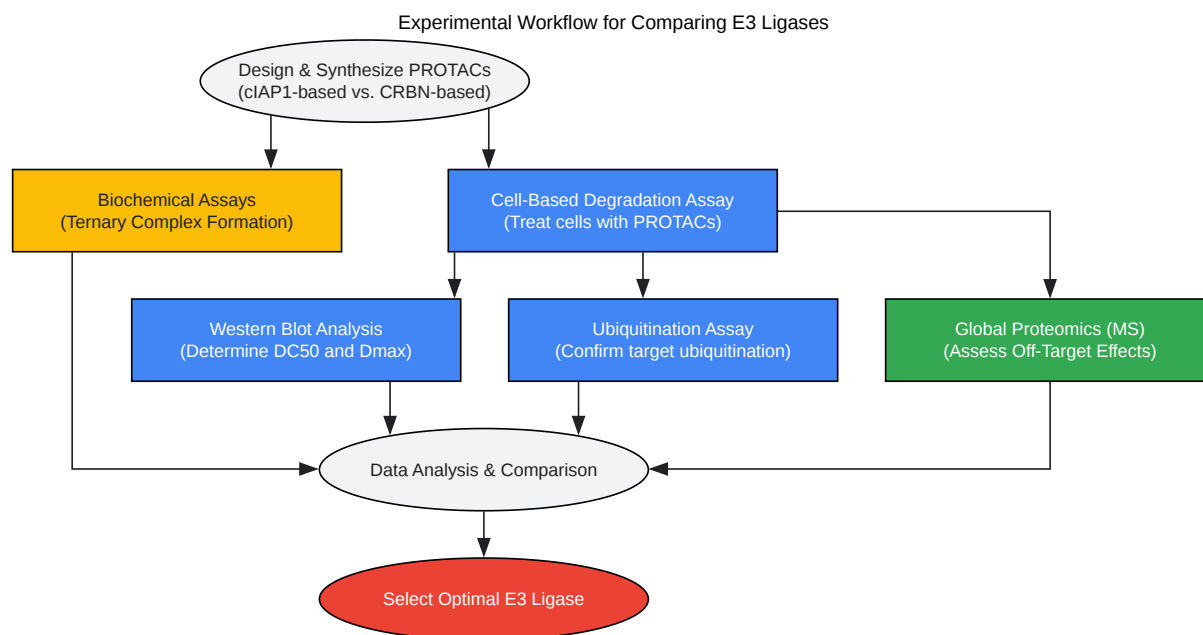 Experimental Workflow for Comparing E3 Ligases
Design & Synthesize PROTACs
(cIAP1-based vs. CRBN-based)
Biochemical Assays
(Ternary Complex Formation)
Cell-Based Degradation Assay
(Treat cells with PROTACs)
Western Blot Analysis
(Determine DC50 and Dmax)
Ubiquitination Assay
(Confirm target ubiquitination)
Global Proteomics (MS)
(Assess Off-Target Effects)
Data Analysis & Comparison
Select Optimal E3 Ligase